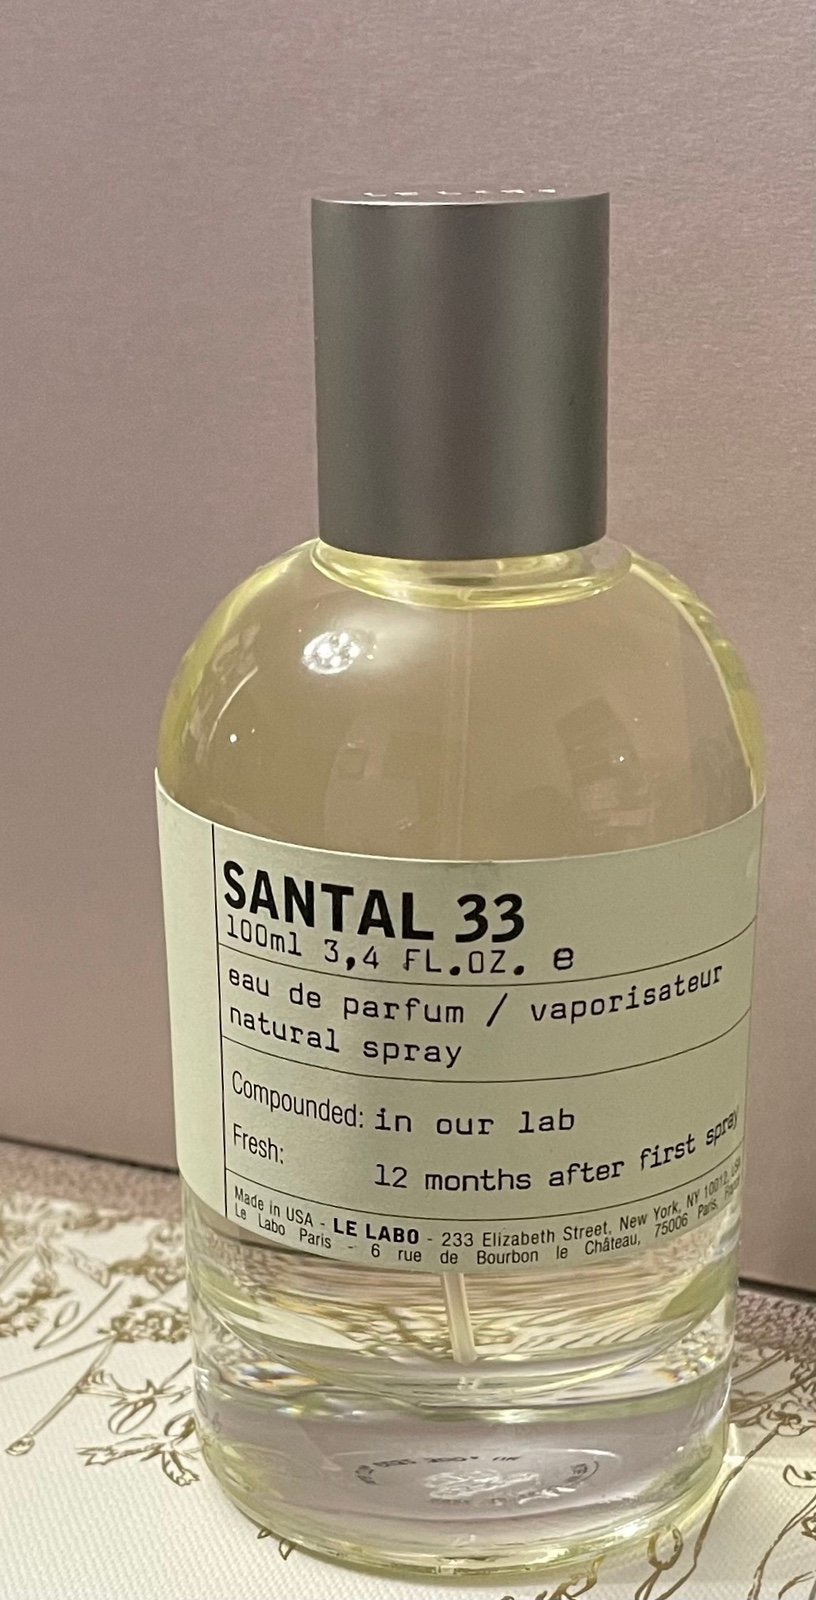 SANTAL 33
100ml 3,4 FL.OZ. e
eau de parfum / vaporisateur
natural spray
Compounded: in our lab
Fresh: 12 months after first spray
Made in USA - LE LABO - 233 Elizabeth Street, New York, NY 10012, USA
Le Labo Paris - 6 rue de Bourbon le Château, 75006 Paris, France